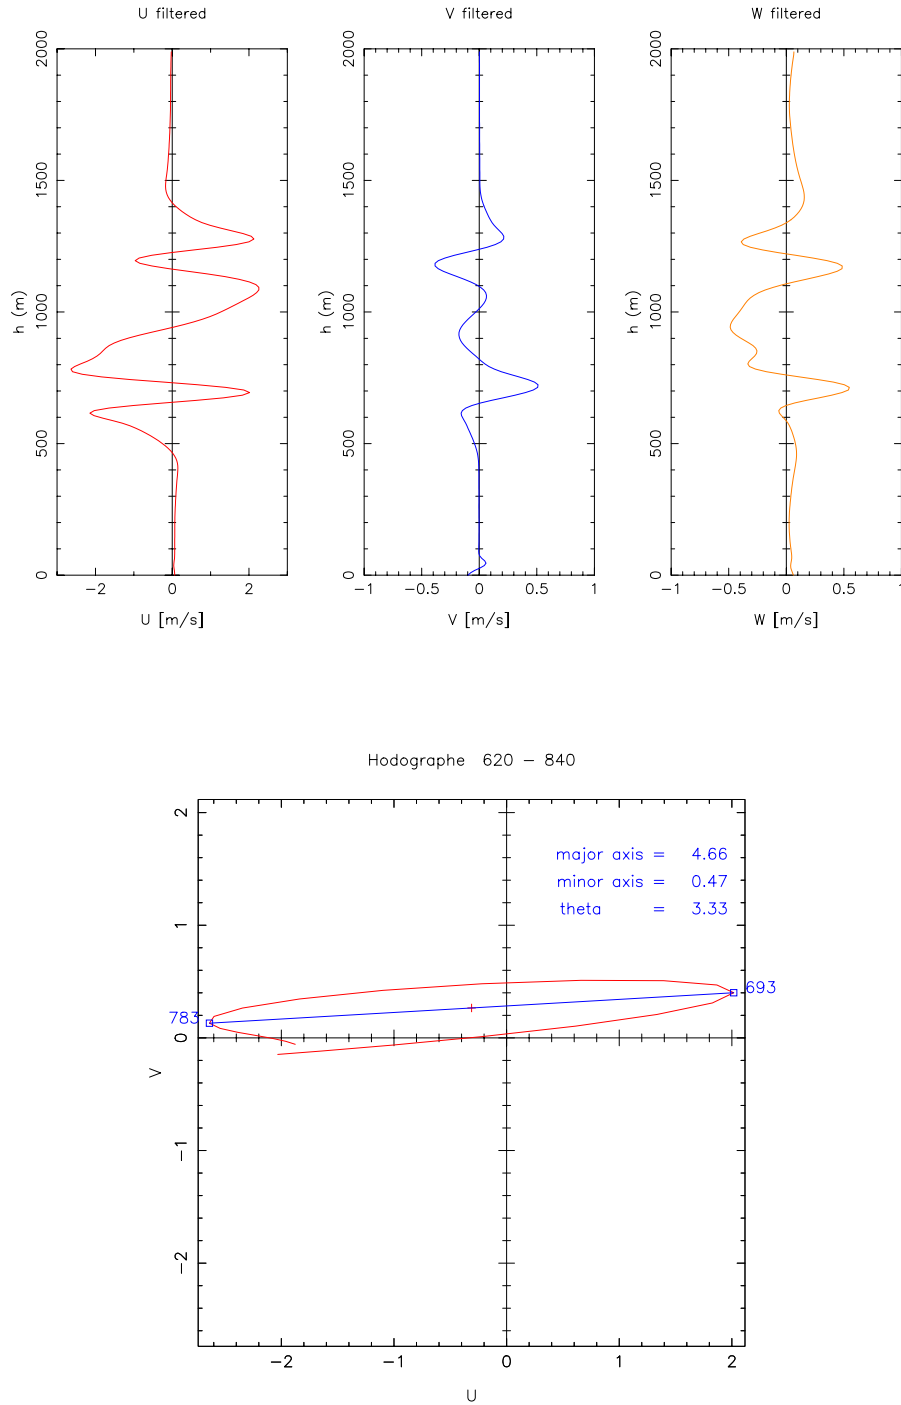 U filtered
V filtered
W filtered
h (m)
0 500 1000 1500 2000
−2 0 2
U [m/s]
h (m)
0 500 1000 1500 2000
−1 −0.5 0 0.5 1
V [m/s]
h (m)
0 500 1000 1500 2000
−1 −0.5 0 0.5 1
W [m/s]
Hodographe 620 − 840
major axis = 4.66
minor axis = 0.47
theta = 3.33
693
783
V
2
1
0
−1
−2
−2 −1 0 1 2
U